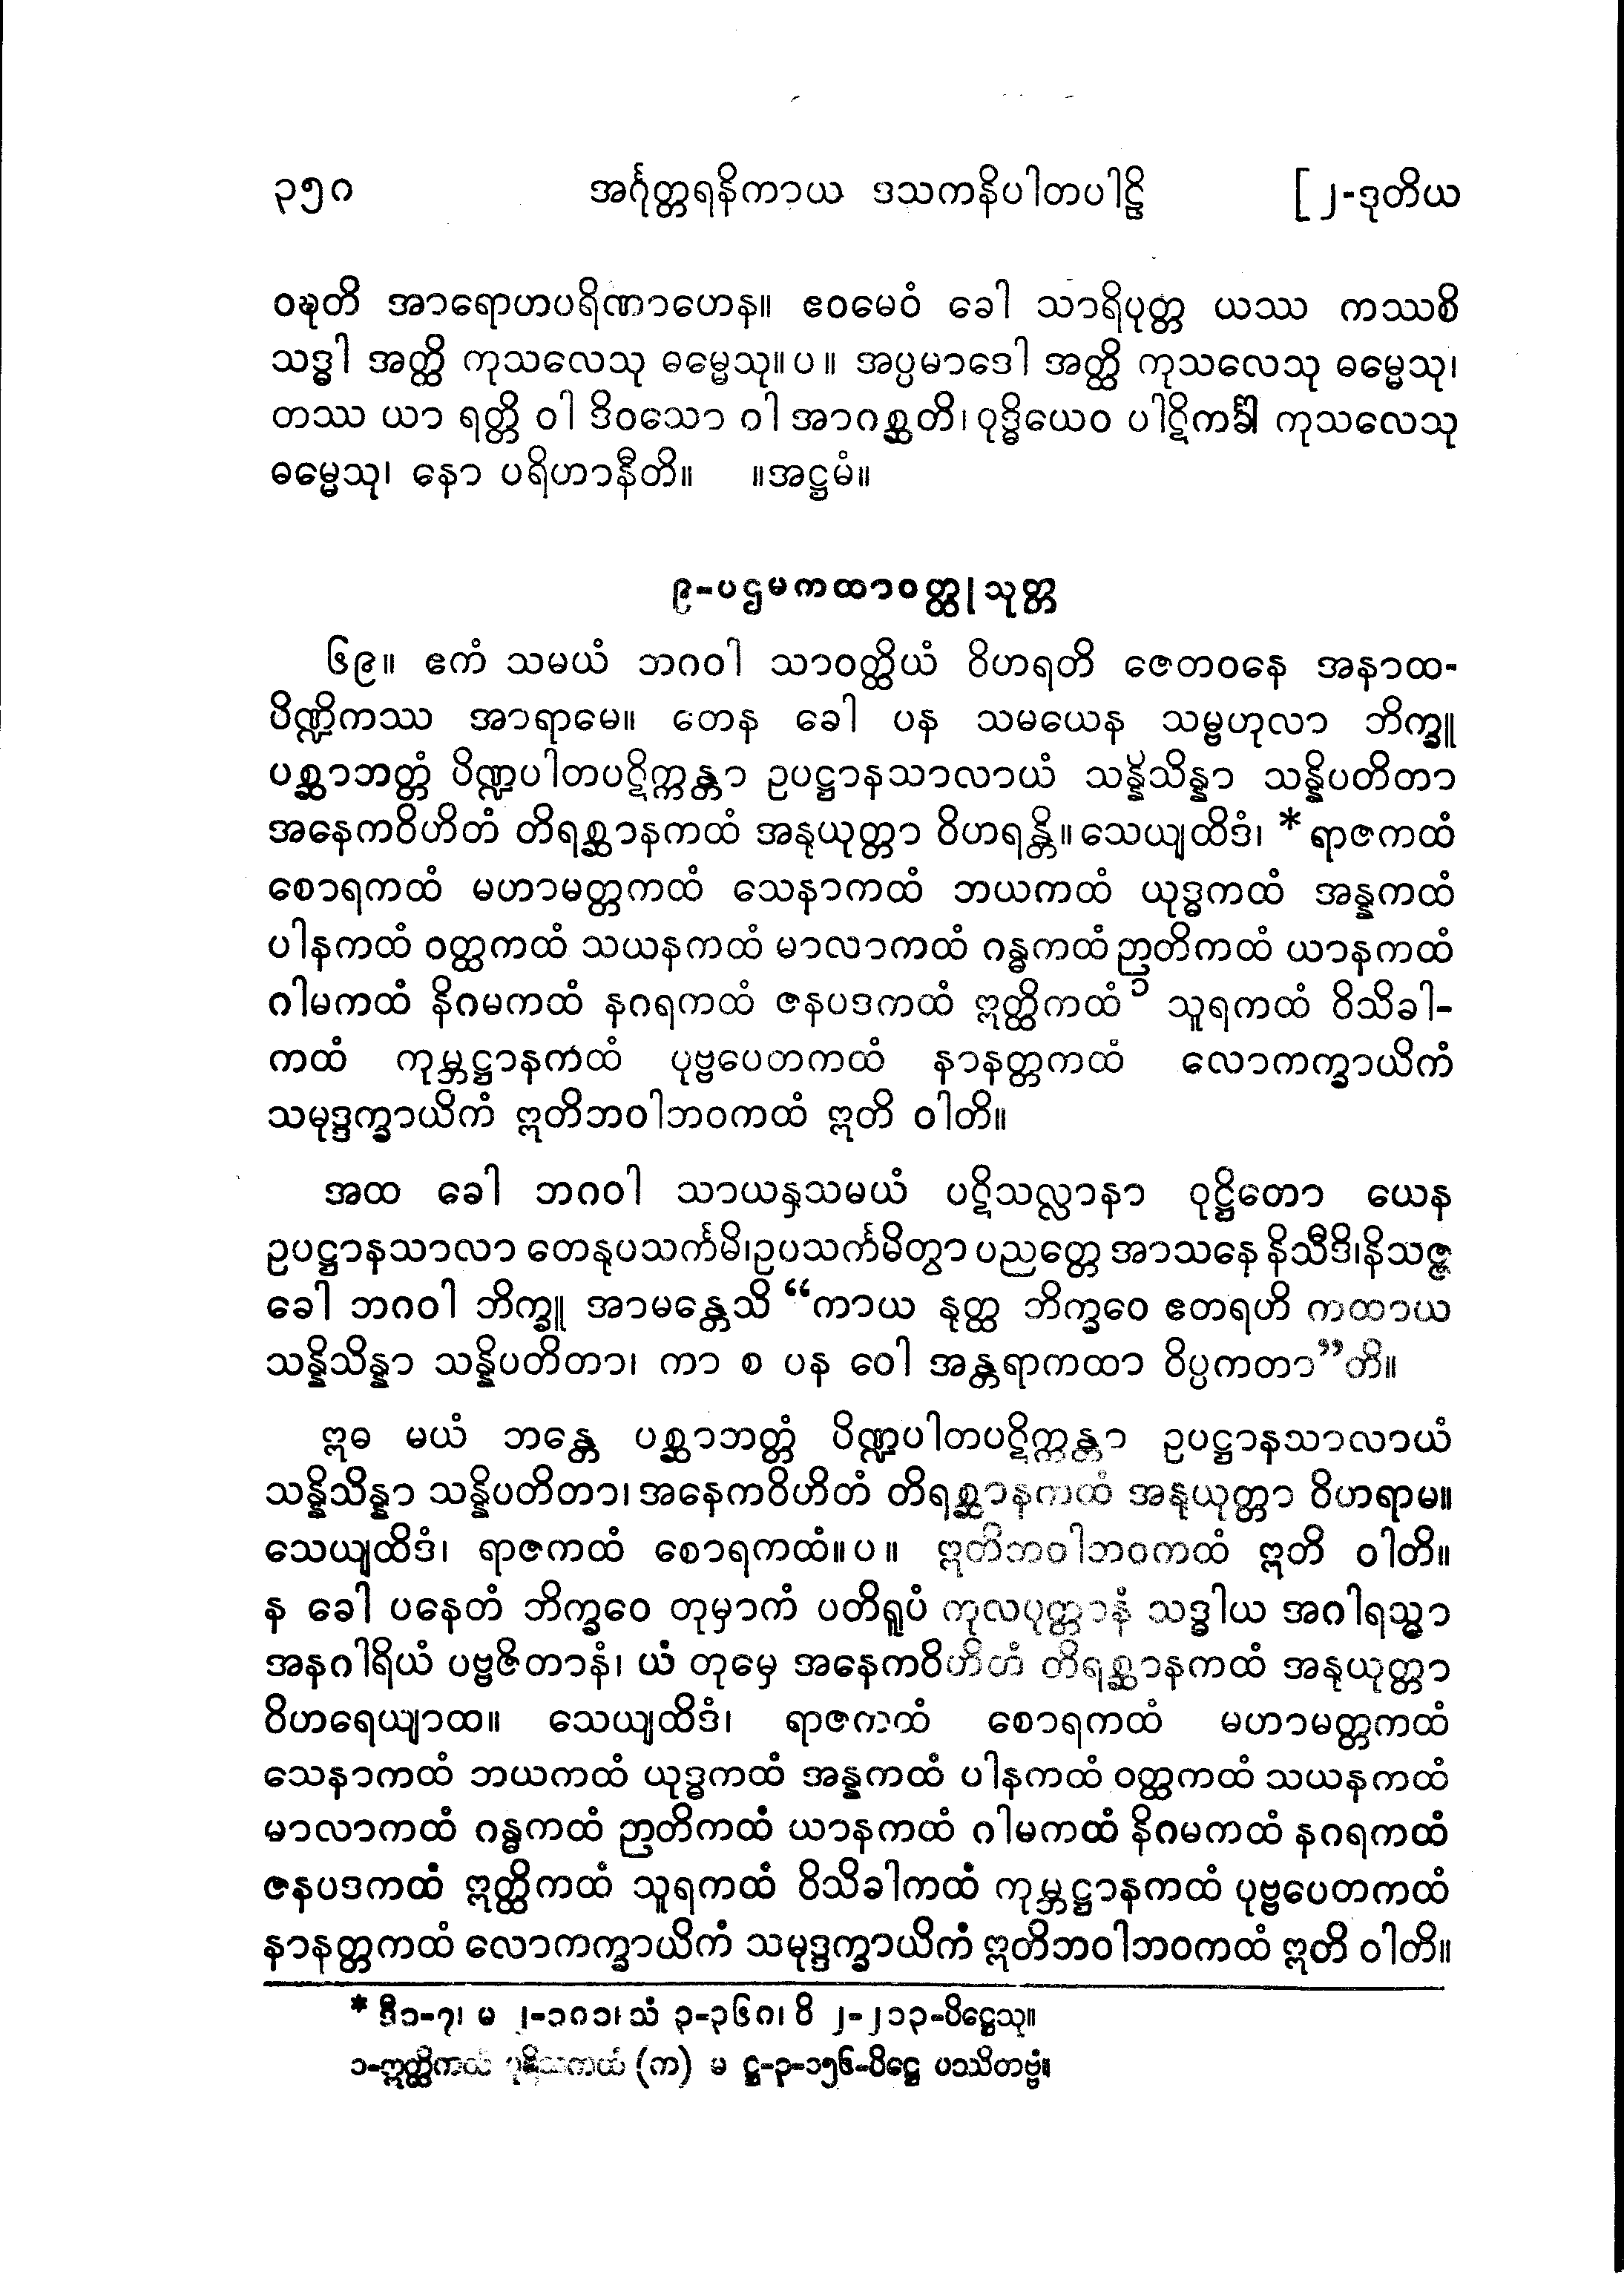 ၃၅၀ အင်္ဂုတ္တရနိကာယ ဒသကနိပါတပါဠိ [၂-ဒုတိယ
ဝဍ္ဎတိ အာရောဟပရိဏာဟေန။ ဧဝမေဝံ ခေါ သာရိပုတ္တ ယဿ ကဿစိ
သဒ္ဓါ အတ္ထိ ကုသလေသု ဓမ္မေသု။ပ။ အပ္ပမာဒေါ အတ္ထိ ကုသလေသု ဓမ္မေသု၊
တဿ ယာ ရတ္တိ ဝါ ဒိဝသော ဝါ အာဂစ္ဆတိ၊ ဝုဒ္ဓိယေဝ ပါဋိကင်္ခါ ကုသလေသု
ဓမ္မေသု၊ နော ပရိဟာနီတိ။ ။အဋ္ဌမံ။
၉-ပဌမကထာဝတ္ထုသုတ္တ
၆၉။ ဧကံ သမယံ ဘဂဝါ သာဝတ္ထိယံ ဝိဟရတိ ဇေတဝနေ အနာထ-
ပိဏ္ဍိကဿ အာရာမေ။ တေန ခေါ ပန သမယေန သမ္ဗဟုလာ ဘိက္ခူ
ပစ္ဆာဘတ္တံ ပိဏ္ဍပါတပဋိက္ကန္တာ ဥပဋ္ဌာနသာလာယံ သန္နိသိန္နာ သန္နိပတိတာ
အနေကဝိဟိတံ တိရစ္ဆာနကထံ အနုယုတ္တာ ဝိဟရန္တိ။ သေယျထိဒံ၊ * ရာဇကထံ
စောရကထံ မဟာမတ္တကထံ သေနာကထံ ဘယကထံ ယုဒ္ဓကထံ အန္နကထံ
ပါနကထံ ဝတ္ထကထံ သယနကထံ မာလာကထံ ဂန္ဓကထံ ဉာတိကထံ ယာနကထံ
ဂါမကထံ နိဂမကထံ နဂရကထံ ဇနပဒကထံ ဣတ္ထိကထံ ၁ သူရကထံ ဝိသိခါ-
ကထံ ကုမ္ဘဋ္ဌာနကထံ ပုဗ္ဗပေတကထံ နာနတ္တကထံ လောကက္ခာယိကံ
သမုဒ္ဒက္ခာယိကံ ဣတိဘဝါဘဝကထံ ဣတိ ဝါတိ။
အထ ခေါ ဘဂဝါ သာယနှသမယံ ပဋိသလ္လာနာ ဝုဋ္ဌိတော ယေန
ဥပဋ္ဌာနသာလာ တေနုပသင်္ကမိ၊ ဥပသင်္ကမိတွာ ပညတ္တေ အာသနေ နိသီဒိ၊ နိသဇ္ဇ
ခေါ ဘဂဝါ ဘိက္ခူ အာမန္တေသိ “ကာယ နုတ္ထ ဘိက္ခဝေ ဧတရဟိ ကထာယ
သန္နိသိန္နာ သန္နိပတိတာ၊ ကာ စ ပန ဝေါ အန္တရာကထာ ဝိပ္ပကတာ”တိ။
ဣဓ မယံ ဘန္တေ ပစ္ဆာဘတ္တံ ပိဏ္ဍပါတပဋိက္ကန္တာ ဥပဋ္ဌာနသာလာယံ
သန္နိသိန္နာ သန္နိပတိတာ၊ အနေကဝိဟိတံ တိရစ္ဆာနကထံ အနုယုတ္တာ ဝိဟရာမ။
သေယျထိဒံ၊ ရာဇကထံ စောရကထံ။ပ။ ဣတိဘဝါဘဝကထံ ဣတိ ဝါတိ။
န ခေါ ပနေတံ ဘိက္ခဝေ တုမှာကံ ပတိရူပံ ကုလပုတ္တာနံ သဒ္ဓါယ အဂါရသ္မာ
အနဂါရိယံ ပဗ္ဗဇိတာနံ၊ ယံ တုမှေ အနေကဝိဟိတံ တိရစ္ဆာနကထံ အနုယုတ္တာ
ဝိဟရေယျာထ။ သေယျထိဒံ၊ ရာဇကထံ စောရကထံ မဟာမတ္တကထံ
သေနာကထံ ဘယကထံ ယုဒ္ဓကထံ အန္နကထံ ပါနကထံ ဝတ္ထကထံ သယနကထံ
မာလာကထံ ဂန္ဓကထံ ဉာတိကထံ ယာနကထံ ဂါမကထံ နိဂမကထံ နဂရကထံ
ဇနပဒကထံ ဣတ္ထိကထံ သူရကထံ ဝိသိခါကထံ ကုမ္ဘဋ္ဌာနကထံ ပုဗ္ဗပေတကထံ
နာနတ္တကထံ လောကက္ခာယိကံ သမုဒ္ဒက္ခာယိကံ ဣတိဘဝါဘဝကထံ ဣတိ ဝါတိ။
* ဒီ၁-၇၊ မ ၂-၁၀၁၊ သံ ၃-၃၆၀၊ ဝိ ၂-၂၁၃-ပိဋ္ဌေသု။
၁-ဣတ္ထိကထံ ပုရိသကထံ (က) မ ဋ္ဌ-၃-၁၅၆-ပိဋ္ဌေ ပဿိတဗ္ဗံ။